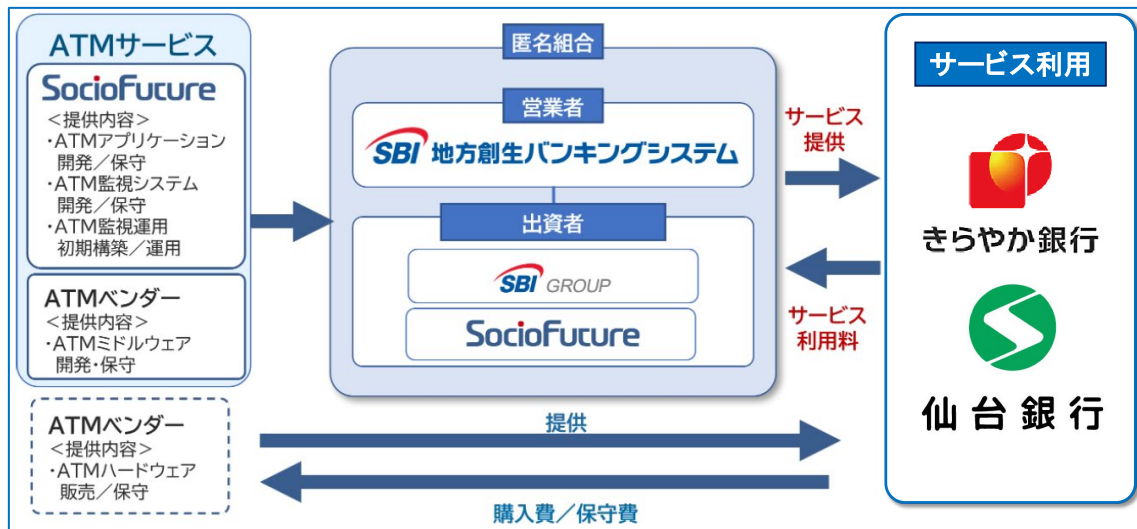 ATMサービス
SocioFuture
<提供内容>
・ATMアプリケーション
開発／保守
・ATM監視システム
開発／保守
・ATM監視運用
初期構築／運用
ATMベンダー
<提供内容>
・ATMミドルウェア
開発・保守
ATMベンダー
<提供内容>
・ATMハードウェア
販売／保守
匿名組合
営業者
SBI 地方創生バンキングシステム
出資者
SBI GROUP
SocioFuture
サービス
提供
サービス
利用料
提供
購入費／保守費
サービス利用
きらやか銀行
仙台銀行